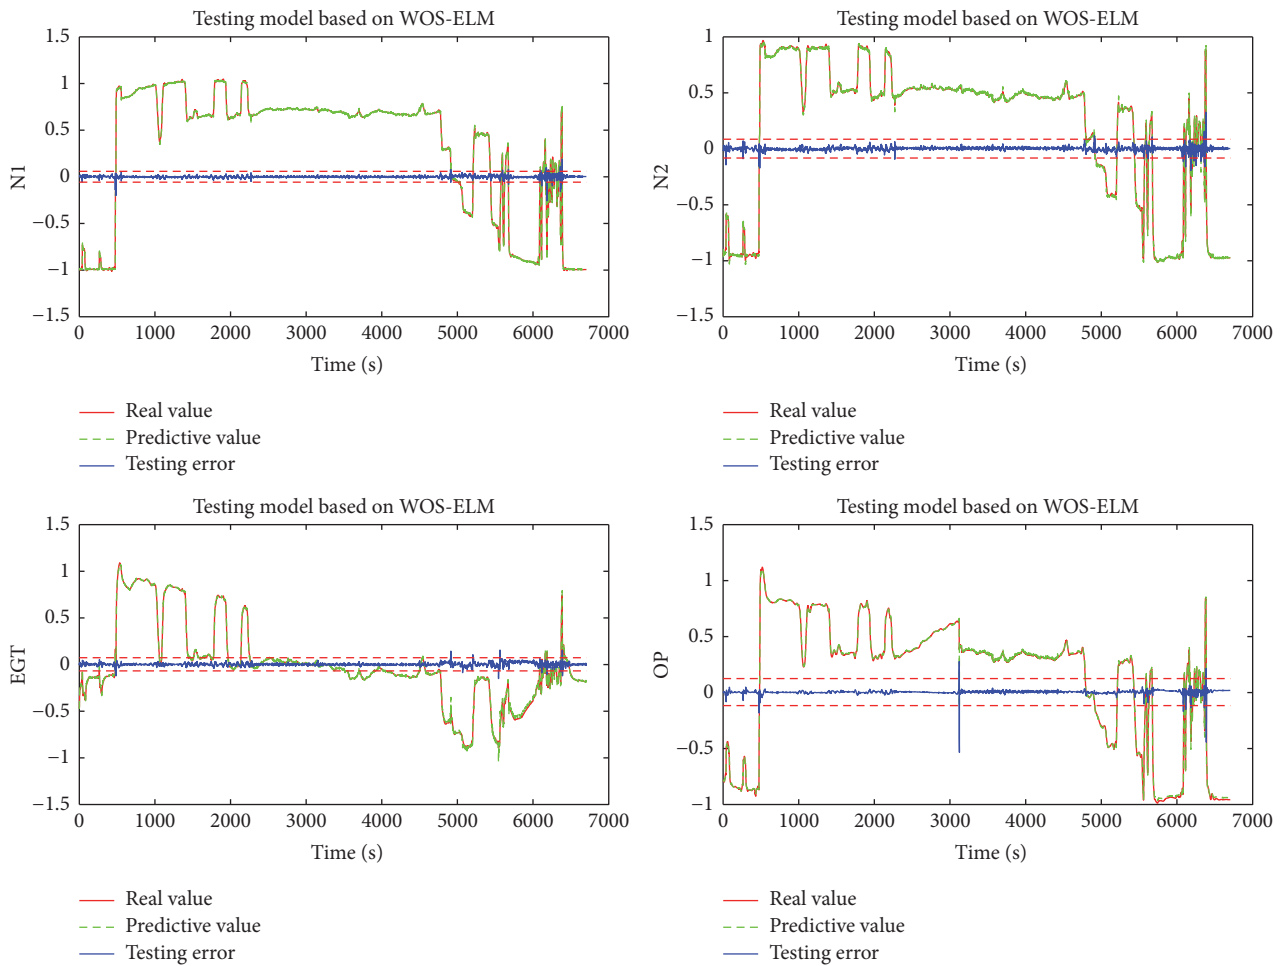 Testing model based on WOS-ELM
1.5
1
0.5
0
−0.5
−1
−1.5
N1
0 1000 2000 3000 4000 5000 6000 7000
Time (s)
Real value
Predictive value
Testing error
Testing model based on WOS-ELM
1
0.5
0
−0.5
−1
−1.5
N2
0 1000 2000 3000 4000 5000 6000 7000
Time (s)
Real value
Predictive value
Testing error
Testing model based on WOS-ELM
1.5
1
0.5
0
−0.5
−1
−1.5
EGT
0 1000 2000 3000 4000 5000 6000 7000
Time (s)
Real value
Predictive value
Testing error
Testing model based on WOS-ELM
1.5
1
0.5
0
−0.5
−1
OP
0 1000 2000 3000 4000 5000 6000 7000
Time (s)
Real value
Predictive value
Testing error